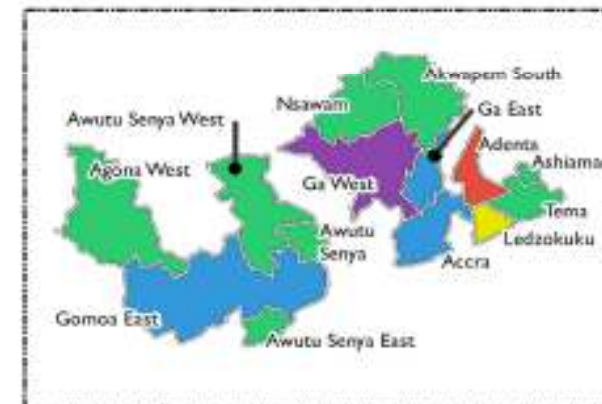 Akwapem South
Nsawam
Ga East
Awutu Senya West
Adenta
Ashiama
Agona West
Ga West
Tema
Awutu
Senya
Ledzokuku
Accra
Gomoa East
Awutu Senya East